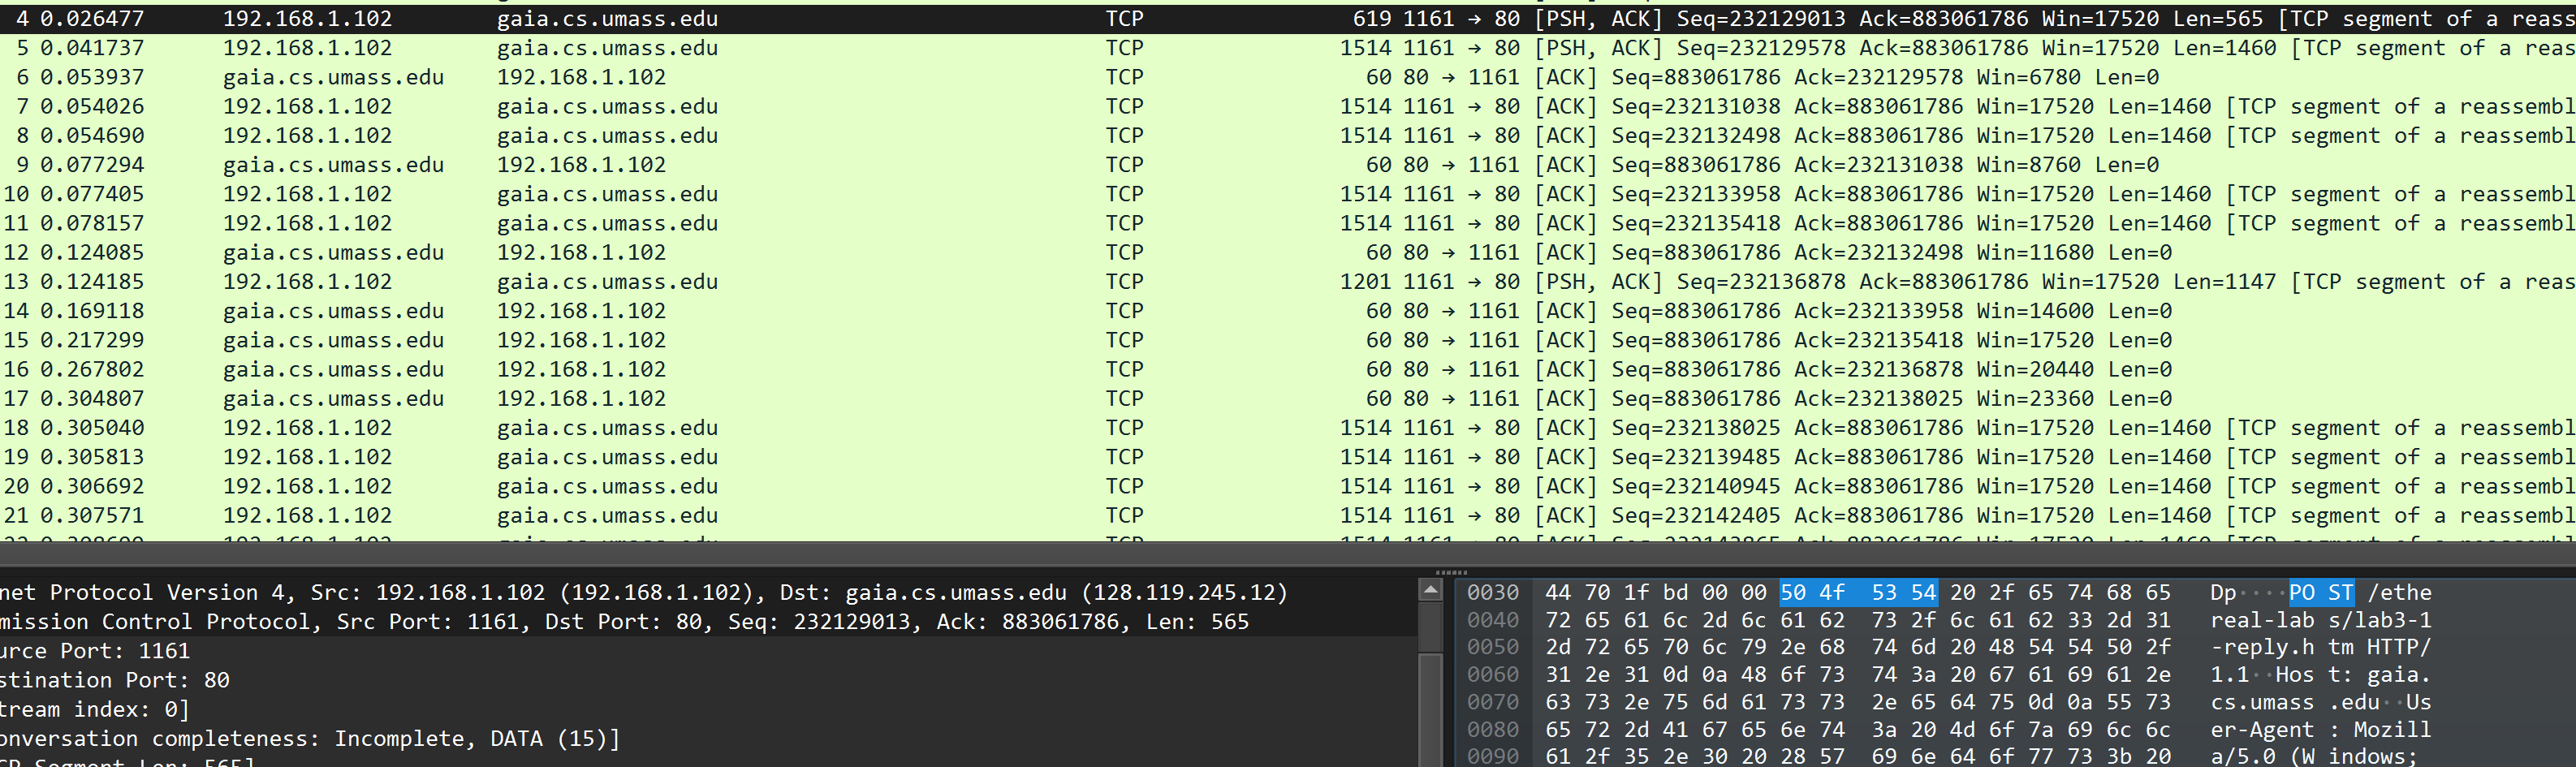 4 0.026477 192.168.1.102 gaia.cs.umass.edu TCP 619 1161 → 80 [PSH, ACK] Seq=232129013 Ack=883061786 Win=17520 Len=565 [TCP segment of a reass
5 0.041737 192.168.1.102 gaia.cs.umass.edu TCP 1514 1161 → 80 [PSH, ACK] Seq=232129578 Ack=883061786 Win=17520 Len=1460 [TCP segment of a reas
6 0.053937 gaia.cs.umass.edu 192.168.1.102 TCP 60 80 → 1161 [ACK] Seq=883061786 Ack=232129578 Win=6780 Len=0
7 0.054026 192.168.1.102 gaia.cs.umass.edu TCP 1514 1161 → 80 [ACK] Seq=232131038 Ack=883061786 Win=17520 Len=1460 [TCP segment of a reassembl
8 0.054690 192.168.1.102 gaia.cs.umass.edu TCP 1514 1161 → 80 [ACK] Seq=232132498 Ack=883061786 Win=17520 Len=1460 [TCP segment of a reassembl
9 0.077294 gaia.cs.umass.edu 192.168.1.102 TCP 60 80 → 1161 [ACK] Seq=883061786 Ack=232131038 Win=8760 Len=0
10 0.077405 192.168.1.102 gaia.cs.umass.edu TCP 1514 1161 → 80 [ACK] Seq=232133958 Ack=883061786 Win=17520 Len=1460 [TCP segment of a reassembl
11 0.078157 192.168.1.102 gaia.cs.umass.edu TCP 1514 1161 → 80 [ACK] Seq=232135418 Ack=883061786 Win=17520 Len=1460 [TCP segment of a reassembl
12 0.124085 gaia.cs.umass.edu 192.168.1.102 TCP 60 80 → 1161 [ACK] Seq=883061786 Ack=232132498 Win=11680 Len=0
13 0.124185 192.168.1.102 gaia.cs.umass.edu TCP 1201 1161 → 80 [PSH, ACK] Seq=232136878 Ack=883061786 Win=17520 Len=1147 [TCP segment of a reas
14 0.169118 gaia.cs.umass.edu 192.168.1.102 TCP 60 80 → 1161 [ACK] Seq=883061786 Ack=232133958 Win=14600 Len=0
15 0.217299 gaia.cs.umass.edu 192.168.1.102 TCP 60 80 → 1161 [ACK] Seq=883061786 Ack=232135418 Win=17520 Len=0
16 0.267802 gaia.cs.umass.edu 192.168.1.102 TCP 60 80 → 1161 [ACK] Seq=883061786 Ack=232136878 Win=20440 Len=0
17 0.304807 gaia.cs.umass.edu 192.168.1.102 TCP 60 80 → 1161 [ACK] Seq=883061786 Ack=232138025 Win=23360 Len=0
18 0.305040 192.168.1.102 gaia.cs.umass.edu TCP 1514 1161 → 80 [ACK] Seq=232138025 Ack=883061786 Win=17520 Len=1460 [TCP segment of a reassembl
19 0.305813 192.168.1.102 gaia.cs.umass.edu TCP 1514 1161 → 80 [ACK] Seq=232139485 Ack=883061786 Win=17520 Len=1460 [TCP segment of a reassembl
20 0.306692 192.168.1.102 gaia.cs.umass.edu TCP 1514 1161 → 80 [ACK] Seq=232140945 Ack=883061786 Win=17520 Len=1460 [TCP segment of a reassembl
21 0.307571 192.168.1.102 gaia.cs.umass.edu TCP 1514 1161 → 80 [ACK] Seq=232142405 Ack=883061786 Win=17520 Len=1460 [TCP segment of a reassembl
net Protocol Version 4, Src: 192.168.1.102 (192.168.1.102), Dst: gaia.cs.umass.edu (128.119.245.12)
mission Control Protocol, Src Port: 1161, Dst Port: 80, Seq: 232129013, Ack: 883061786, Len: 565
urce Port: 1161
stination Port: 80
tream index: 0]
onversation completeness: Incomplete, DATA (15)]
CP Segment Len: 565]
0030 44 70 1f bd 00 00 50 4f 53 54 20 2f 65 74 68 65 Dp····PO ST /ethe
0040 72 65 61 6c 2d 6c 61 62 73 2f 6c 61 62 33 2d 31 real-lab s/lab3-1
0050 2d 72 65 70 6c 79 2e 68 74 6d 20 48 54 54 50 2f -reply.h tm HTTP/
0060 31 2e 31 0d 0a 48 6f 73 74 3a 20 67 61 69 61 2e 1.1··Hos t: gaia.
0070 63 73 2e 75 6d 61 73 73 2e 65 64 75 0d 0a 55 73 cs.umass .edu··Us
0080 65 72 2d 41 67 65 6e 74 3a 20 4d 6f 7a 69 6c 6c er-Agent : Mozill
0090 61 2f 35 2e 30 20 28 57 69 6e 64 6f 77 73 3b 20 a/5.0 (W indows;